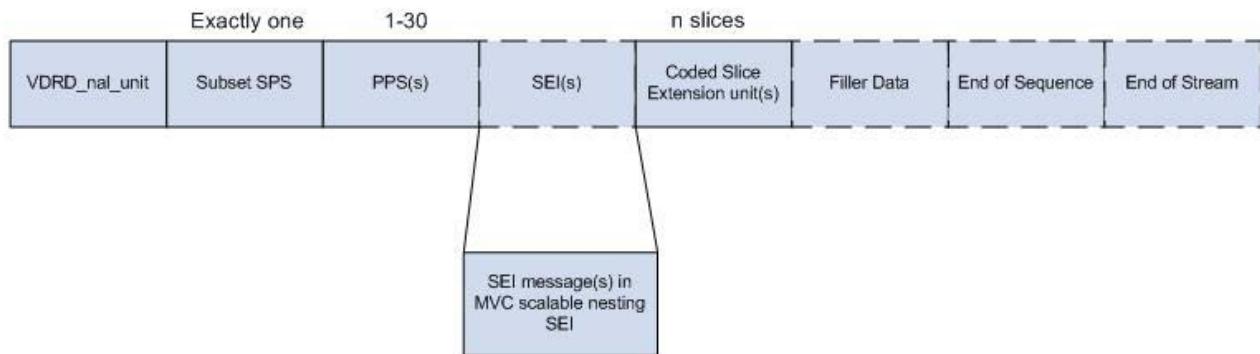 Exactly one
1-30
n slices
VDRD_nal_unit
Subset SPS
PPS(s)
SEI(s)
Coded Slice
Extension unit(s)
Filler Data
End of Sequence
End of Stream
SEI message(s) in
MVC scalable nesting
SEI